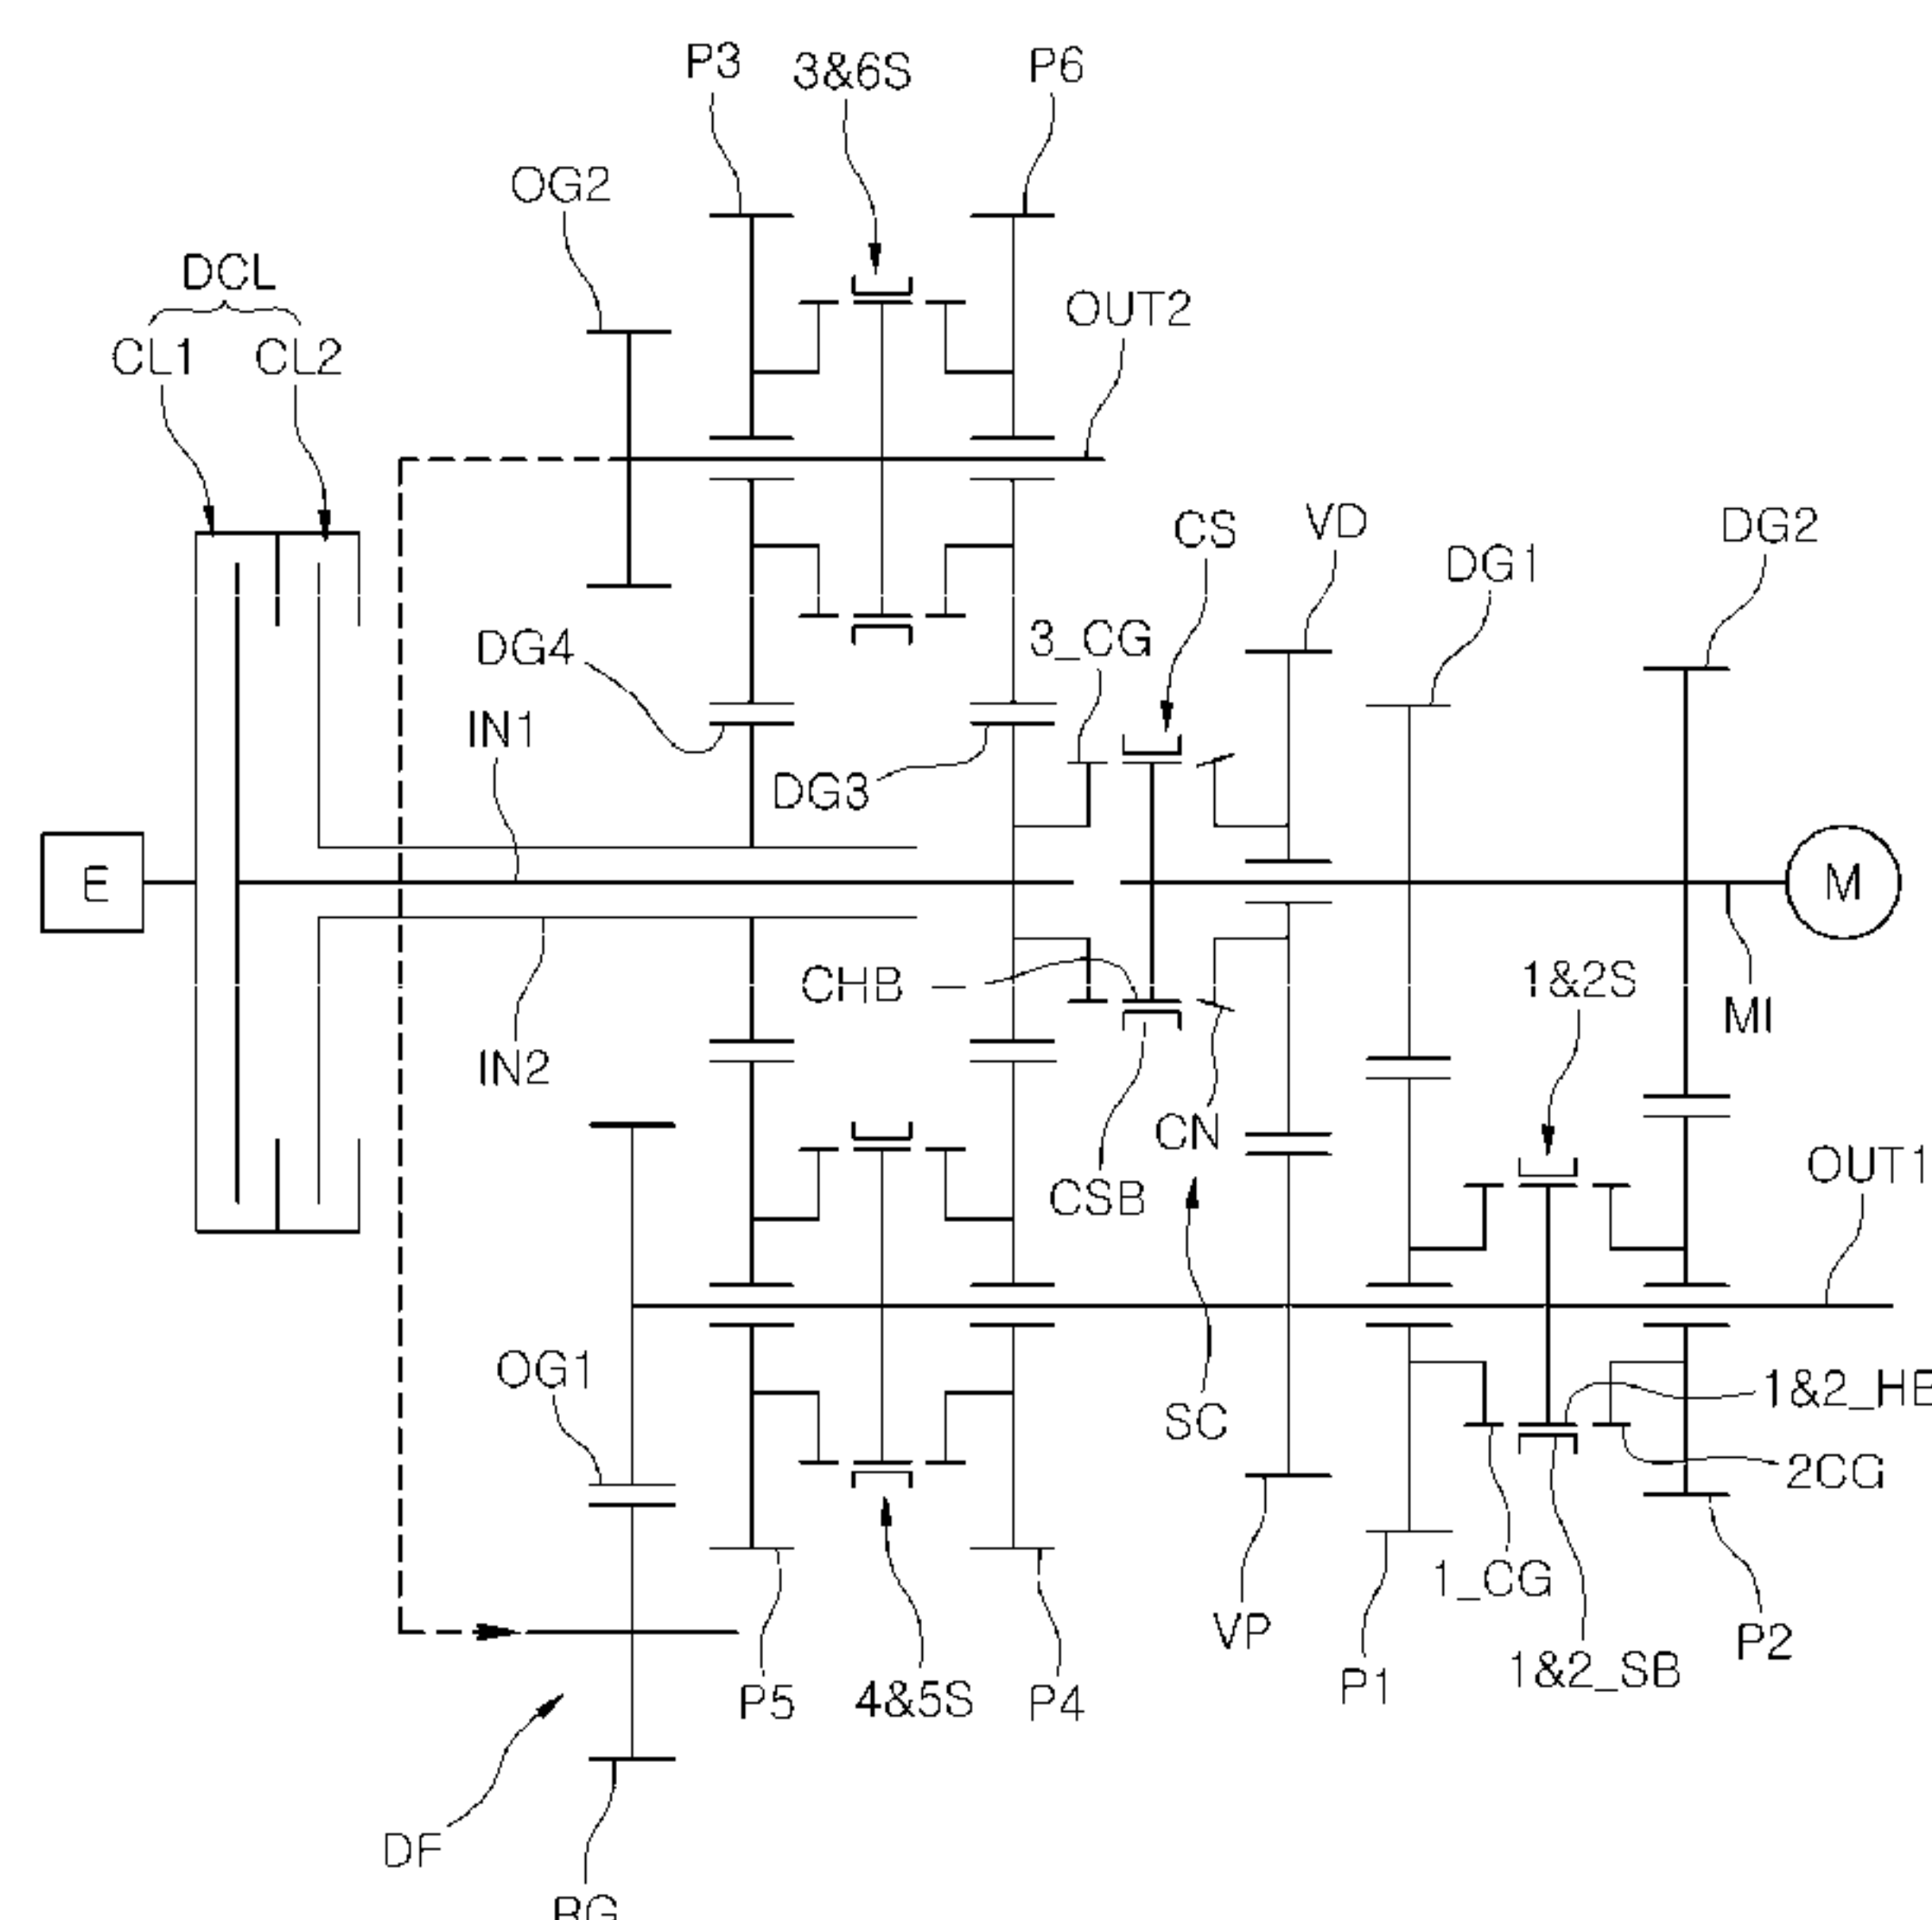 P3
3&6S
P6
OG2
DCL
CL1
CL2
OUT2
CS
VD
DG1
DG2
DG4
3_CG
IN1
DG3
E
M
CHB
1&2S
MI
IN2
CN
CSB
OUT1
OG1
SC
1&2_HB
2CG
1_CG
VP
P1
1&2_SB
P2
P5
4&5S
P4
DF
RG